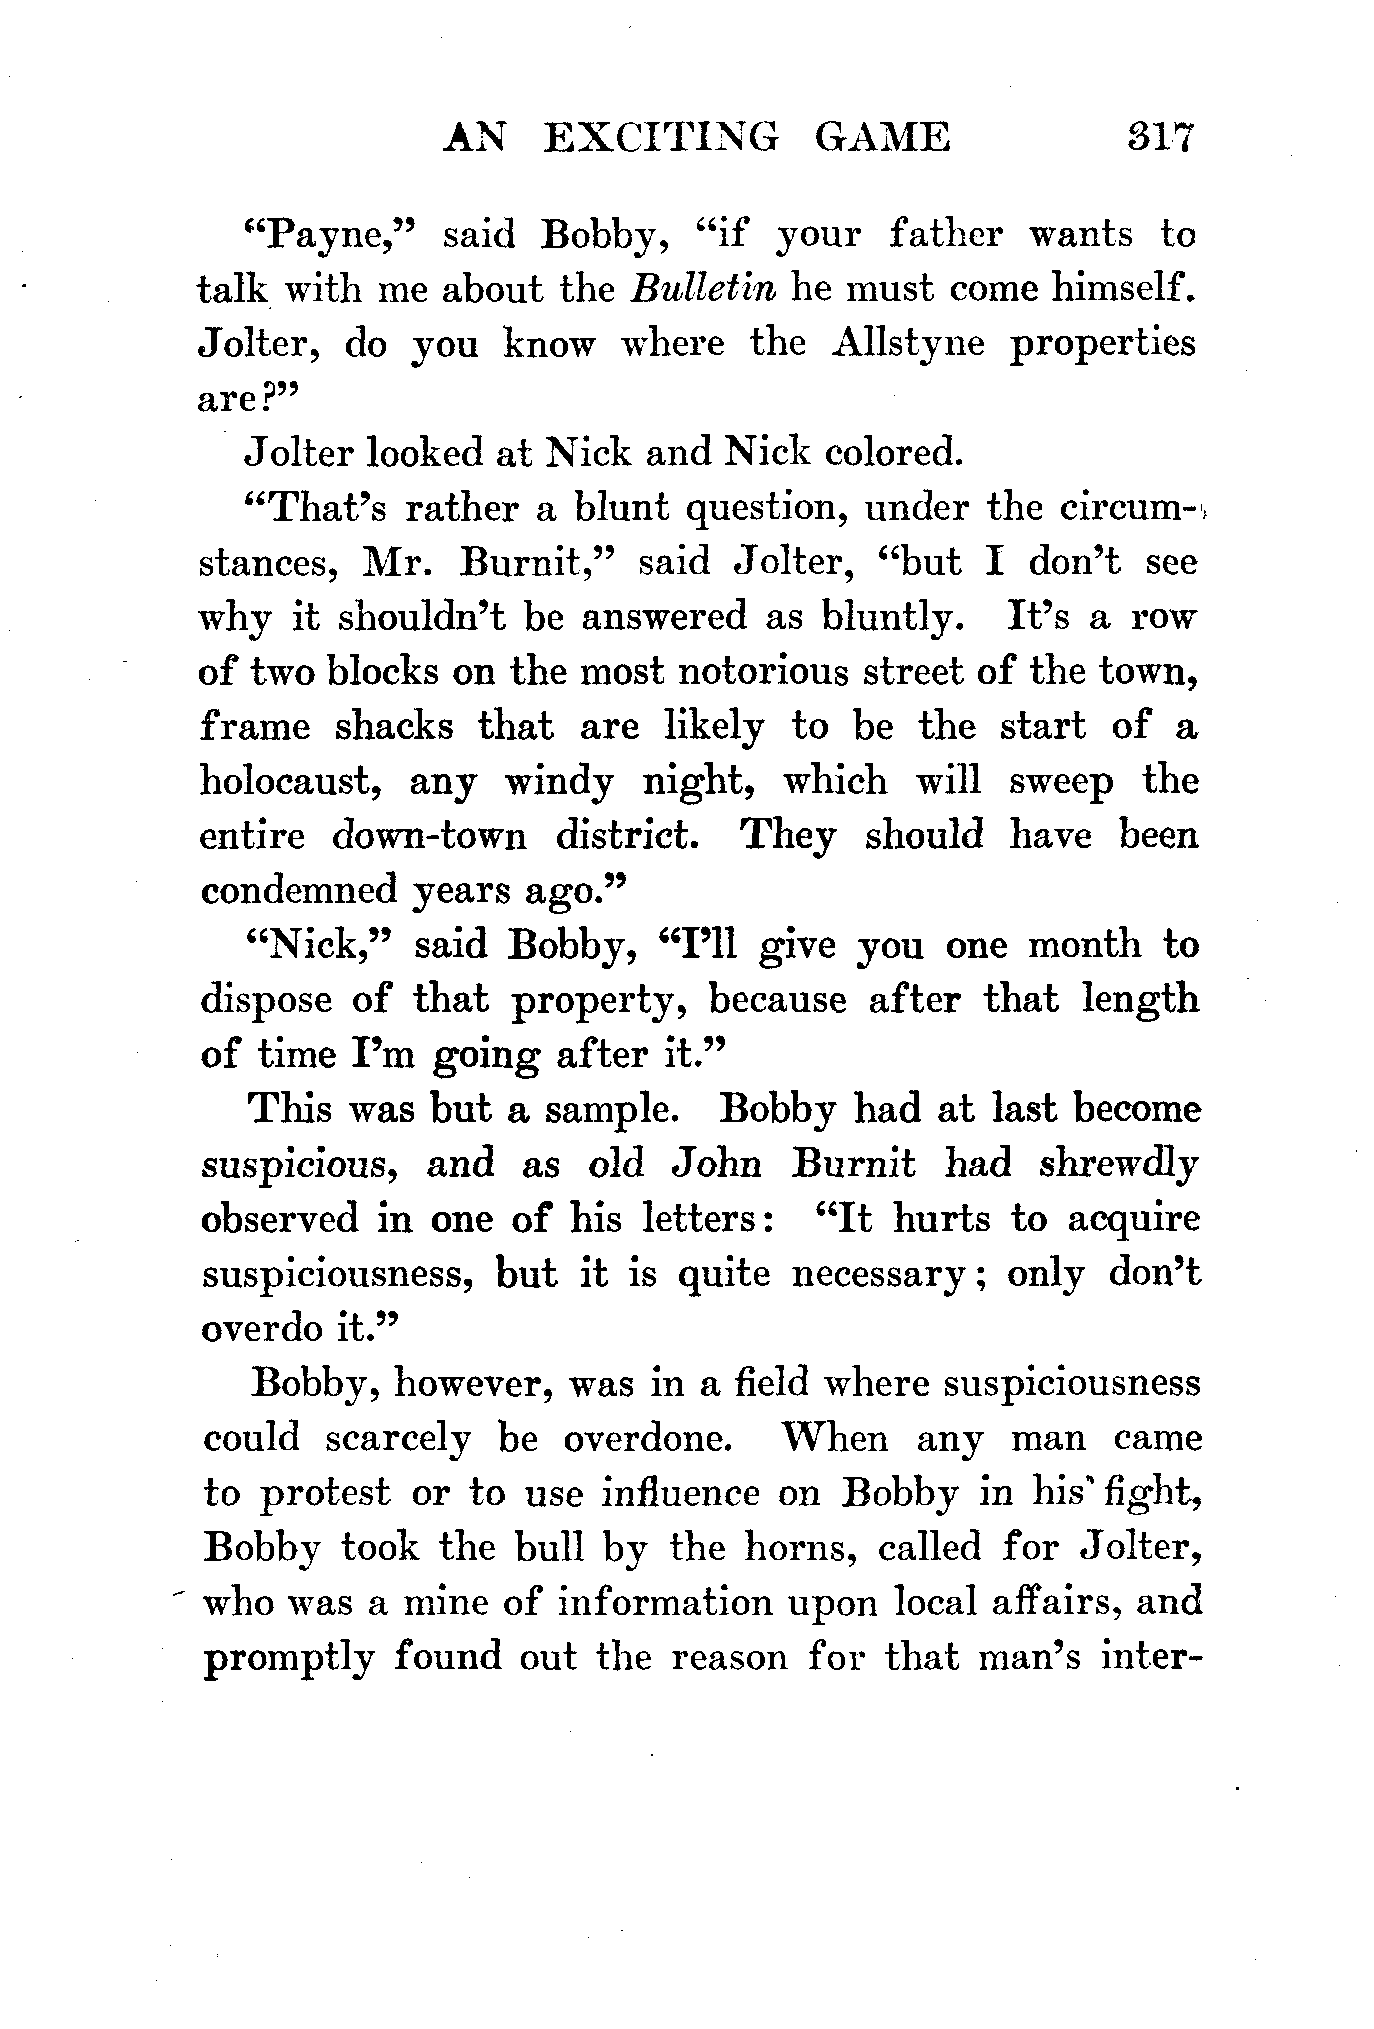 AN EXCITING GAME 317
“Payne,” said Bobby, “if your father wants to
talk with me about the Bulletin he must come himself.
Jolter, do you know where the Allstyne properties
are?”
Jolter looked at Nick and Nick colored.
“That’s rather a blunt question, under the circum-
stances, Mr. Burnit,” said Jolter, “but I don’t see
why it shouldn’t be answered as bluntly. It’s a row
of two blocks on the most notorious street of the town,
frame shacks that are likely to be the start of a
holocaust, any windy night, which will sweep the
entire down-town district. They should have been
condemned years ago.”
“Nick,” said Bobby, “I’ll give you one month to
dispose of that property, because after that length
of time I’m going after it.”
This was but a sample. Bobby had at last become
suspicious, and as old John Burnit had shrewdly
observed in one of his letters: “It hurts to acquire
suspiciousness, but it is quite necessary; only don’t
overdo it.”
Bobby, however, was in a field where suspiciousness
could scarcely be overdone. When any man came
to protest or to use influence on Bobby in his fight,
Bobby took the bull by the horns, called for Jolter,
who was a mine of information upon local affairs, and
promptly found out the reason for that man’s inter-